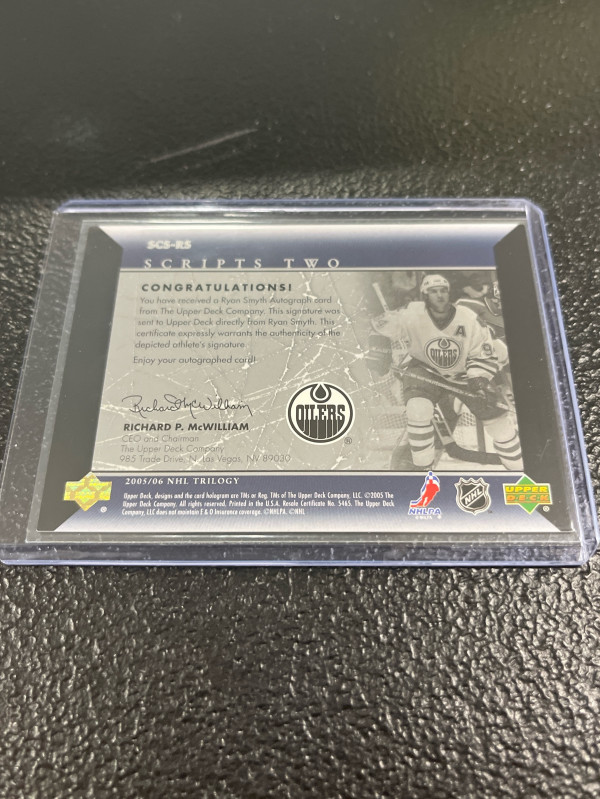 SCS-RS
SCRIPTS TWO
CONGRATULATIONS!
You have received a Ryan Smyth Autograph card
from The Upper Deck Company. This signature was
sent to Upper Deck directly from Ryan Smyth. This
certificate expressly warrants the authenticity of the
depicted athlete's signature
Enjoy your autographed card!
Richard P. McWilliam
RICHARD P. McWILLIAM
CEO and Chairman
The Upper Deck Company
985 Trade Drive, N. Las Vegas, NV 89030
OILERS
®
A
9
OILERS
2005/06 NHL TRILOGY
Upper Deck, designs and the card hologram are TMs or Reg. TMs of The Upper Deck Company, LLC. ©2005 The
Upper Deck Company. All rights reserved. Printed in the U.S.A. Resale Certificate No. 5465. The Upper Deck
Company, LLC does not maintain E & O Insurance coverage. ©NHLPA. ©NHL
®
NHLPA
NHL
UPPER
DECK
®